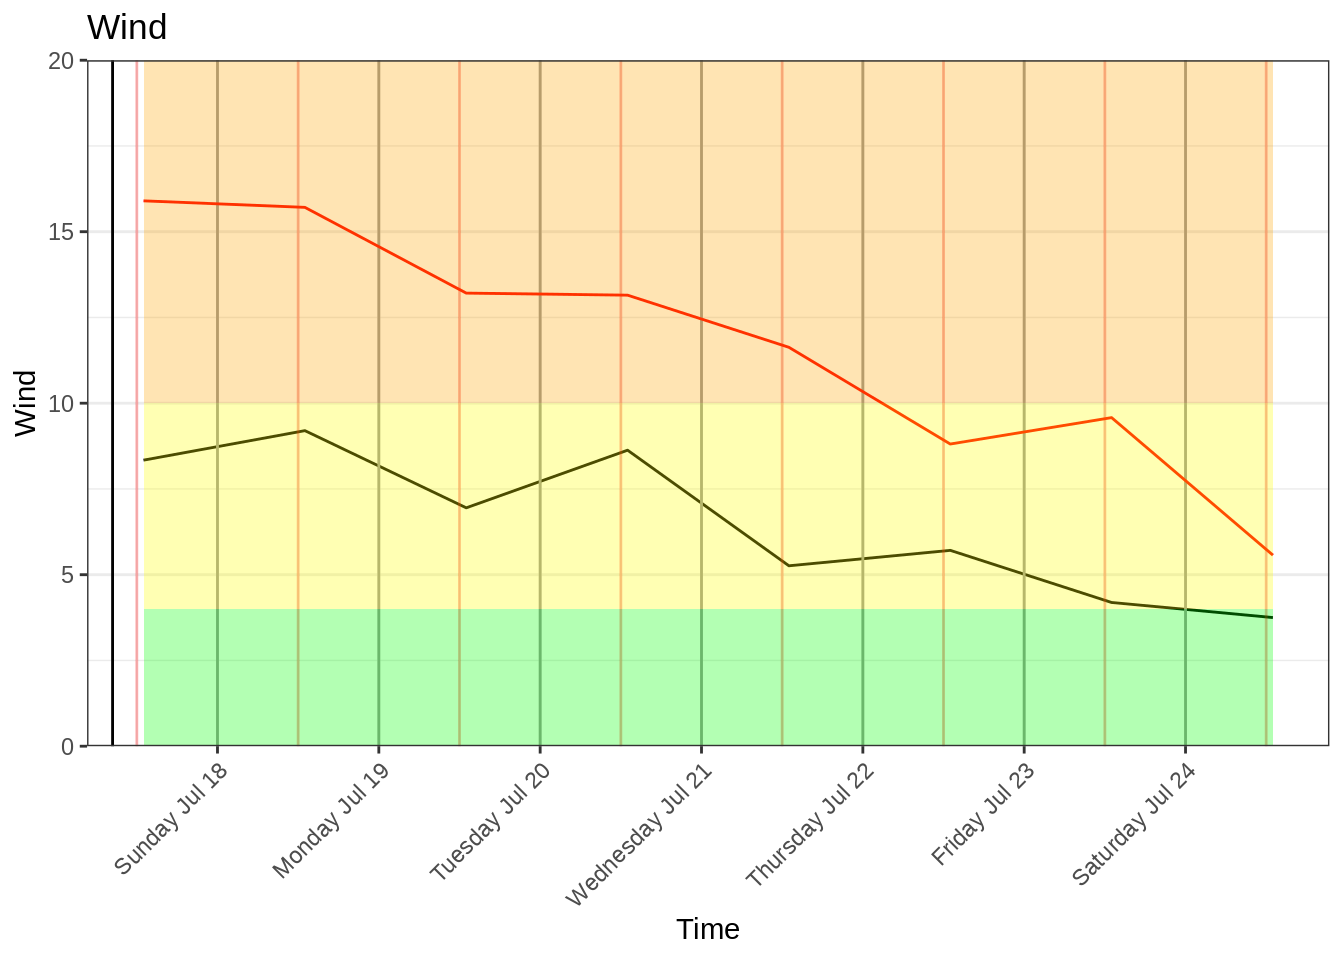 Wind
20
15
10
5
0
Wind
Sunday Jul 18
Monday Jul 19
Tuesday Jul 20
Wednesday Jul 21
Thursday Jul 22
Friday Jul 23
Saturday Jul 24
Time